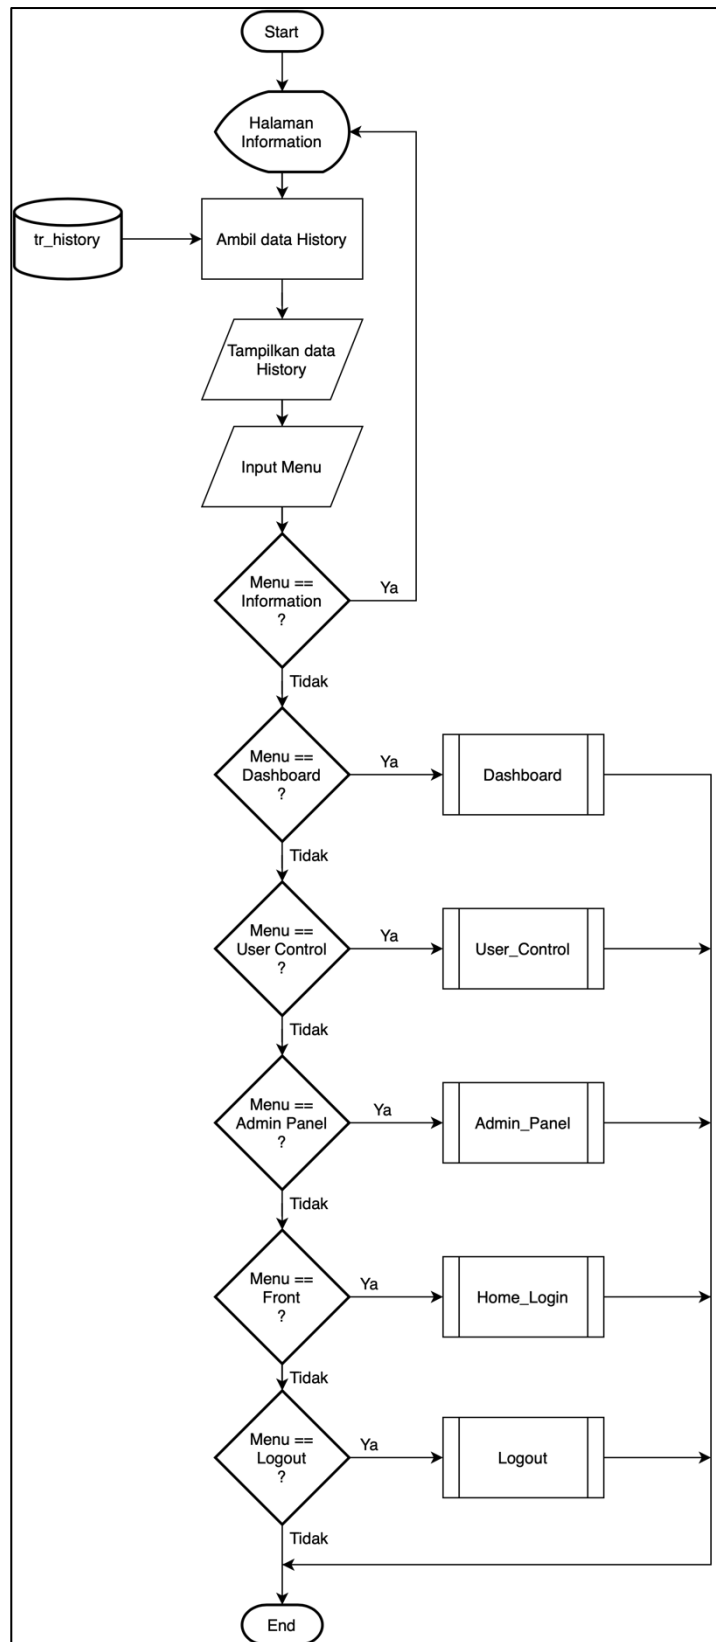 Start
Halaman
Information
tr_history
Ambil data History
Tampilkan data
History
Input Menu
Menu ==
Information
?
Ya
Tidak
Menu ==
Dashboard
?
Ya
Dashboard
Tidak
Menu ==
User Control
?
Ya
User_Control
Tidak
Menu ==
Admin Panel
?
Ya
Admin_Panel
Tidak
Menu ==
Front
?
Ya
Home_Login
Tidak
Menu ==
Logout
?
Ya
Logout
Tidak
End